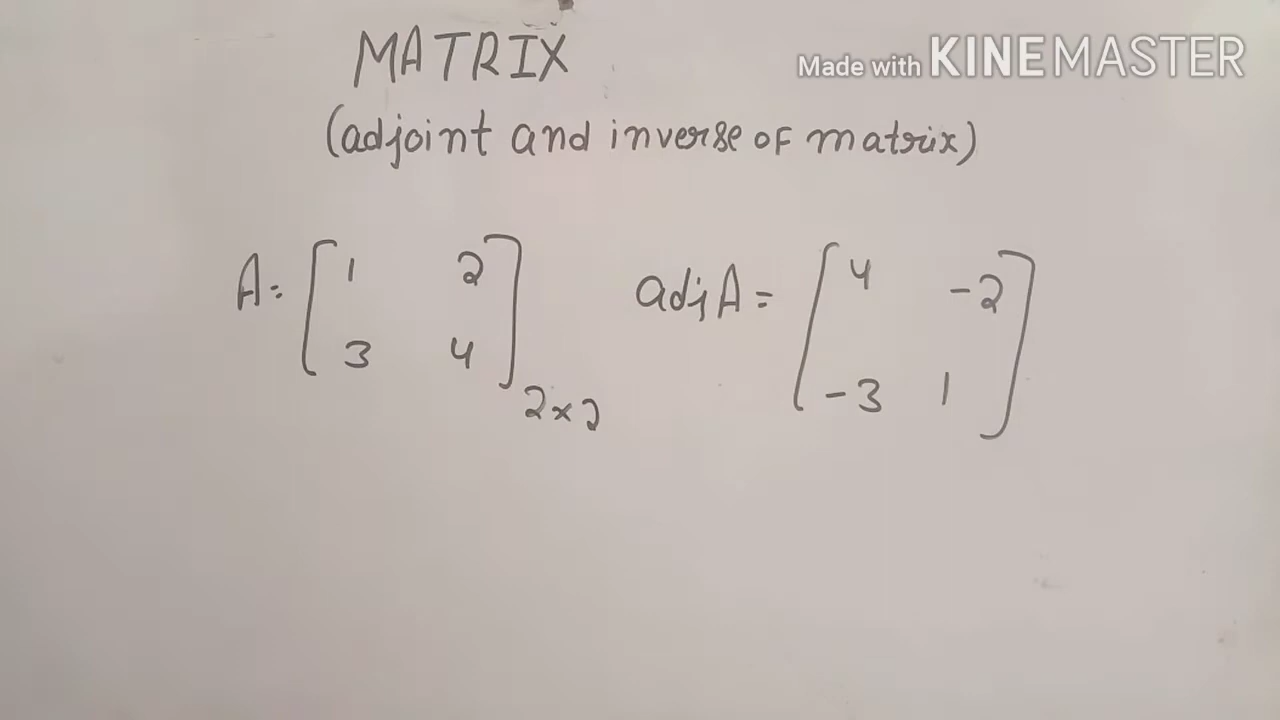 MATRIX
Made with KINEMASTER
(adjoint and inverse OF matrix)
A= [1 2
3 4] 2×2
adjA = [4 -2
-3 1]